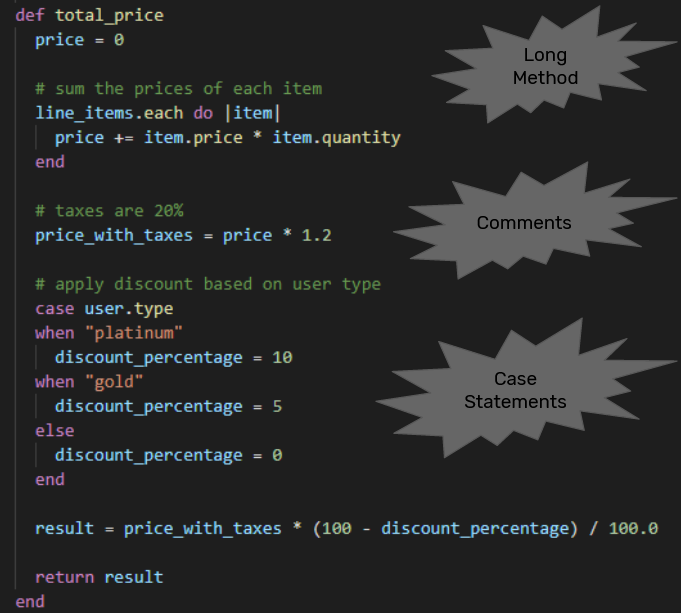 def total_price
  price = 0

  # sum the prices of each item
  line_items.each do |item|
    price += item.price * item.quantity
  end

  # taxes are 20%
  price_with_taxes = price * 1.2

  # apply discount based on user type
  case user.type
  when "platinum"
    discount_percentage = 10
  when "gold"
    discount_percentage = 5
  else
    discount_percentage = 0
  end

  result = price_with_taxes * (100 - discount_percentage) / 100.0

  return result
end
Long
Method
Comments
Case
Statements